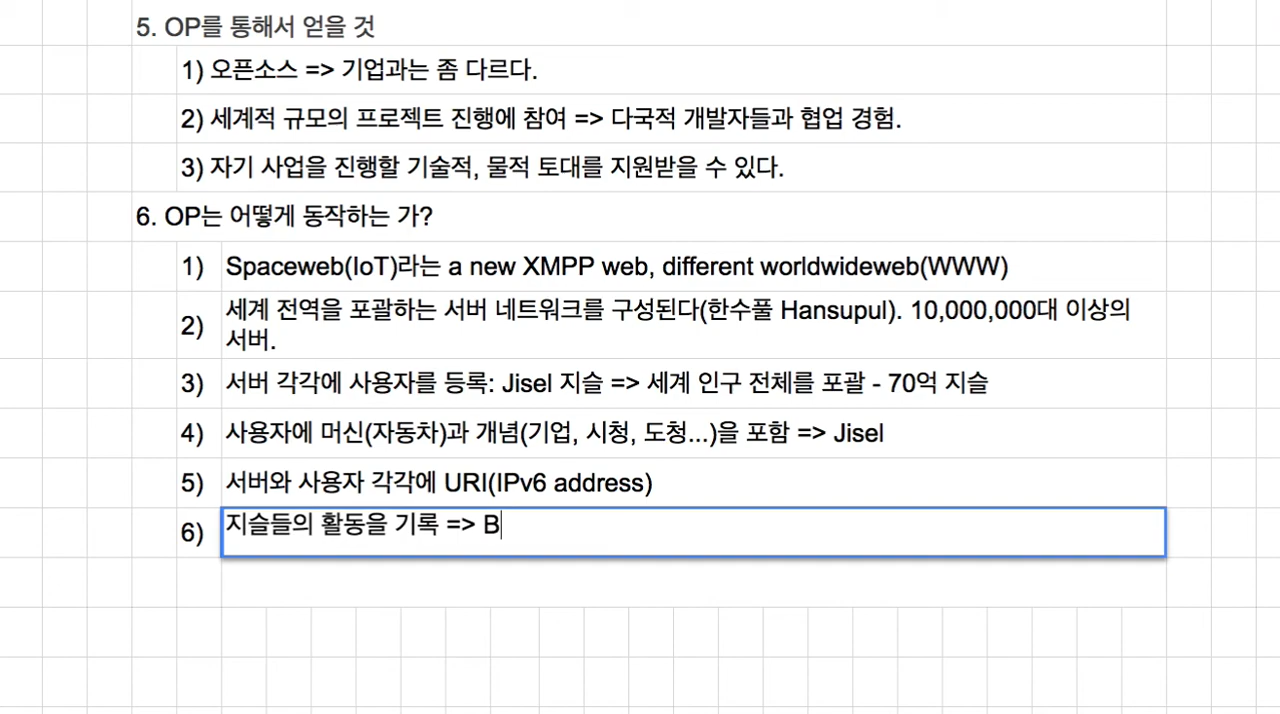 5. OP를 통해서 얻을 것
1) 오픈소스 => 기업과는 좀 다르다.
2) 세계적 규모의 프로젝트 진행에 참여 => 다국적 개발자들과 협업 경험.
3) 자기 사업을 진행할 기술적, 물적 토대를 지원받을 수 있다.
6. OP는 어떻게 동작하는 가?
1) Spaceweb(IoT)라는 a new XMPP web, different worldwideweb(WWW)
2) 세계 전역을 포괄하는 서버 네트워크를 구성된다(한수풀 Hansupul). 10,000,000대 이상의
서버.
3) 서버 각각에 사용자를 등록: Jisel 지슬 => 세계 인구 전체를 포괄 - 70억 지슬
4) 사용자에 머신(자동차)과 개념(기업, 시청, 도청...)을 포함 => Jisel
5) 서버와 사용자 각각에 URI(IPv6 address)
6) 지슬들의 활동을 기록 => B